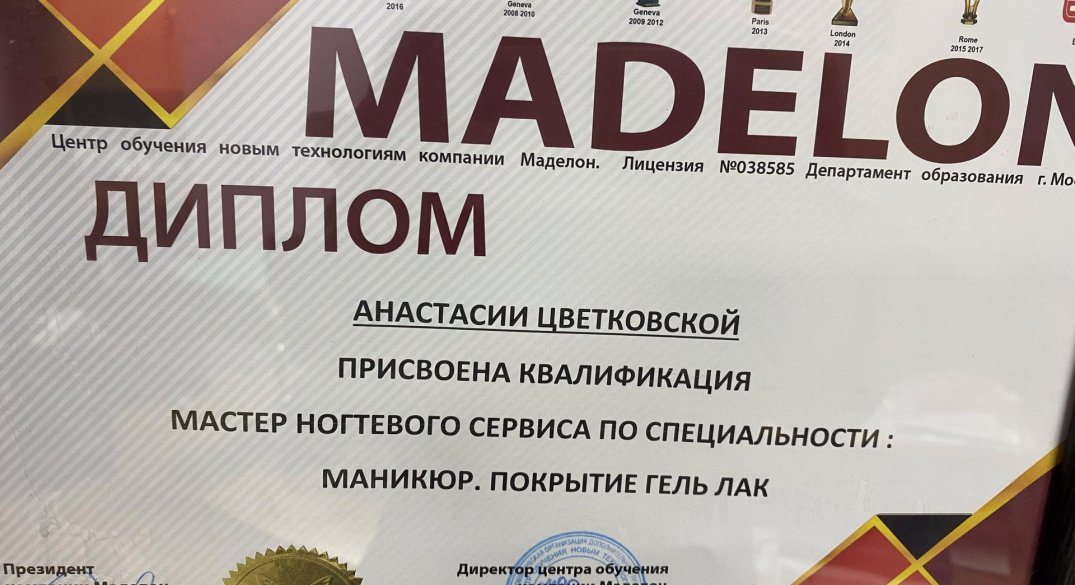 2016
Geneva
2008 2010
Geneva
2009 2012
Paris
2013
London
2014
Rome
2015 2017
MADELON
Центр обучения новым технологиям компании Маделон. Лицензия №038585 Департамент образования г. Мо
ДИПЛОМ
АНАСТАСИИ ЦВЕТКОВСКОЙ
ПРИСВОЕНА КВАЛИФИКАЦИЯ
МАСТЕР НОГТЕВОГО СЕРВИСА ПО СПЕЦИАЛЬНОСТИ :
МАНИКЮР. ПОКРЫТИЕ ГЕЛЬ ЛАК
Президент
Директор центра обучения